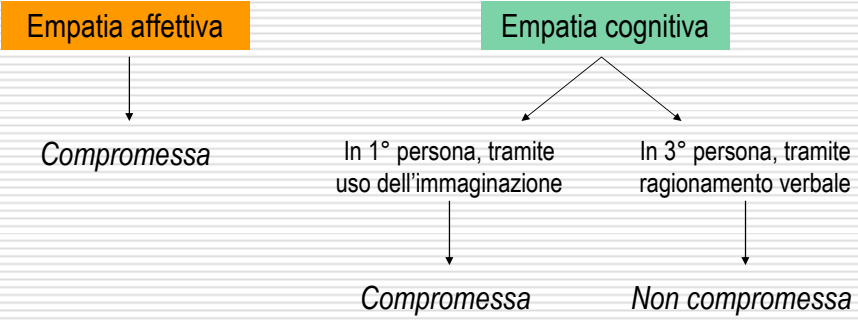 Empatia affettiva
Empatia cognitiva
Compromessa
In 1° persona, tramite
uso dell'immaginazione
In 3° persona, tramite
ragionamento verbale
Compromessa
Non compromessa